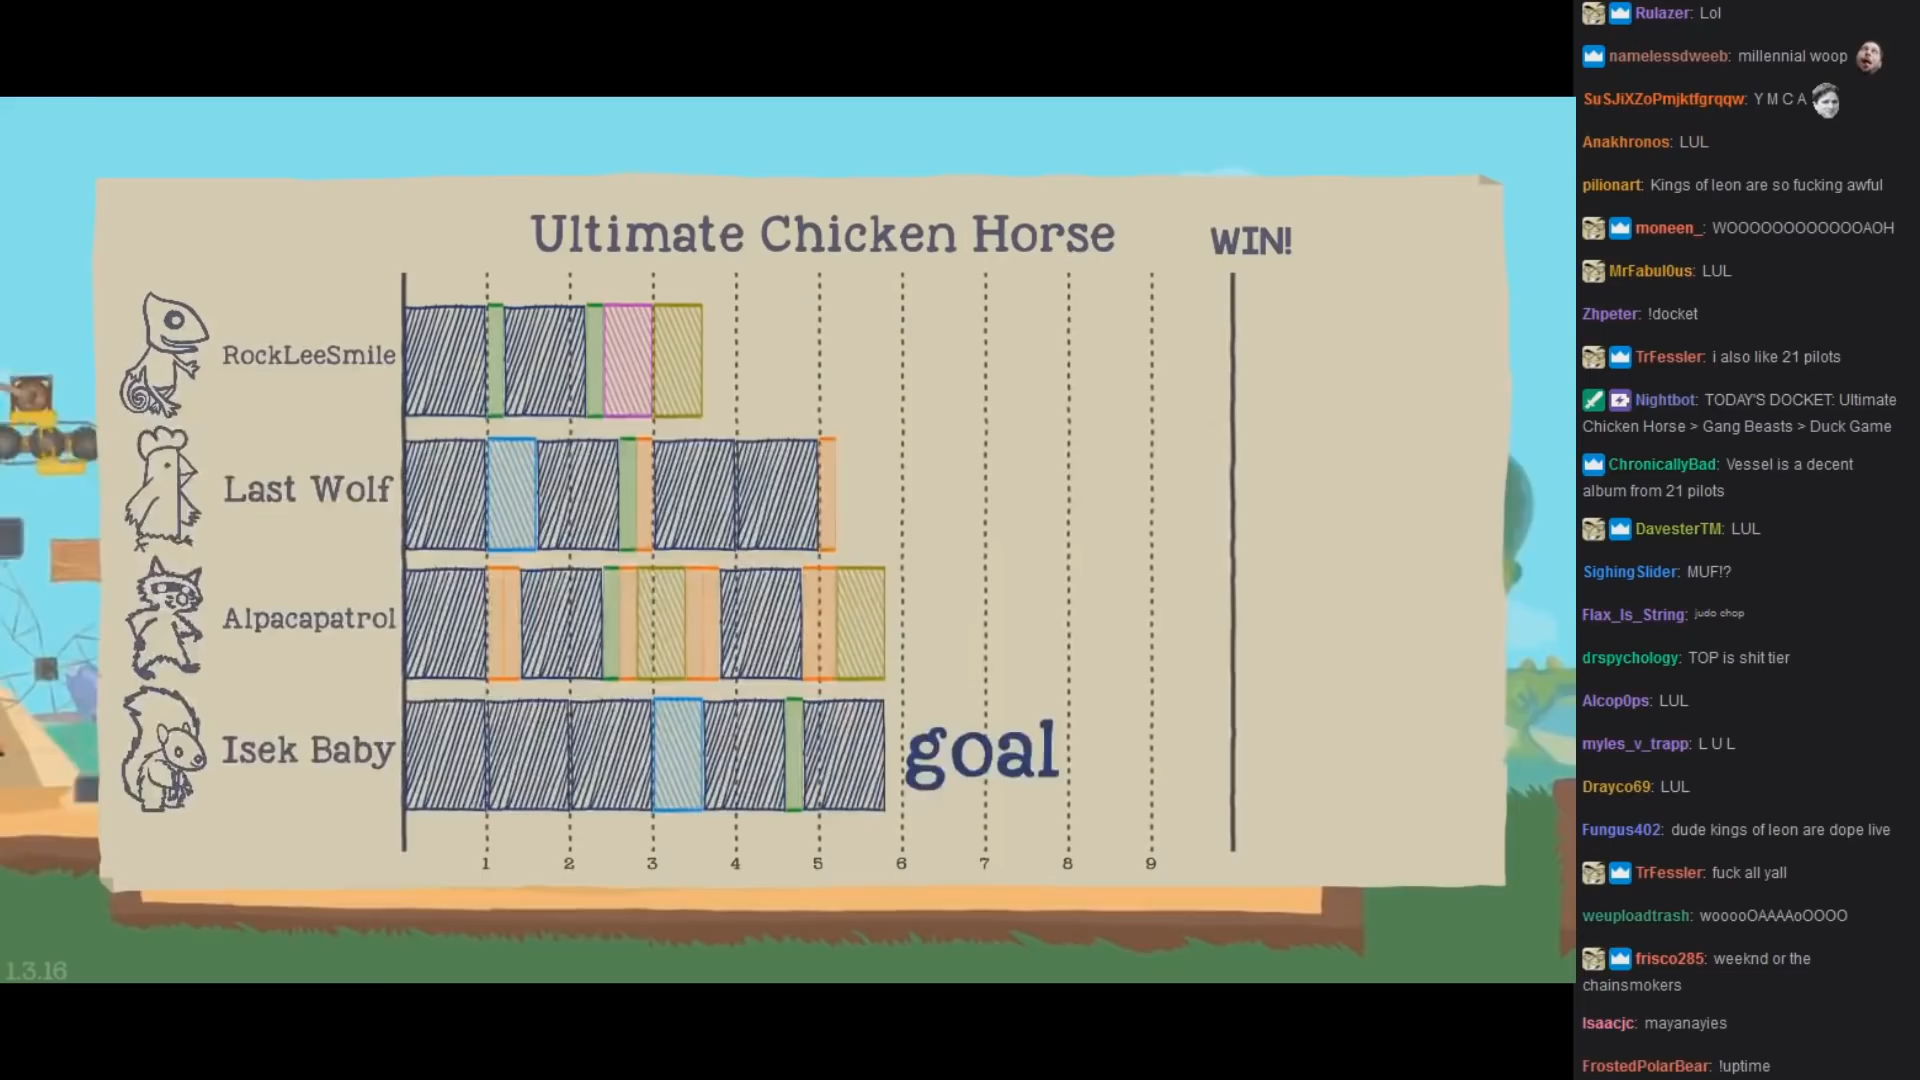 Ultimate Chicken Horse
WIN!
RockLeeSmile
Last Wolf
Alpacapatrol
Isek Baby
goal
1 2 3 4 5 6 7 8 9
1.3.16
Rulazer: Lol
namelessdweeb: millennial woop
SuSJiXZoPmjktfgrqqw: Y M C A
Anakhronos: LUL
pilionart: Kings of leon are so fucking awful
moneen_: WOOOOOOOOOOOOAOH
MrFabul0us: LUL
Zhpeter: !docket
TrFessler: i also like 21 pilots
Nightbot: TODAY'S DOCKET: Ultimate
Chicken Horse > Gang Beasts > Duck Game
ChronicallyBad: Vessel is a decent
album from 21 pilots
DavesterTM: LUL
SighingSlider: MUF!?
Flax_Is_String: judo chop
drspychology: TOP is shit tier
Alcop0ps: LUL
myles_v_trapp: L U L
Drayco69: LUL
Fungus402: dude kings of leon are dope live
TrFessler: fuck all yall
weuploadtrash: wooooOAAAAoOOOO
frisco285: weeknd or the
chainsmokers
Isaacjc: mayanayies
FrostedPolarBear: !uptime